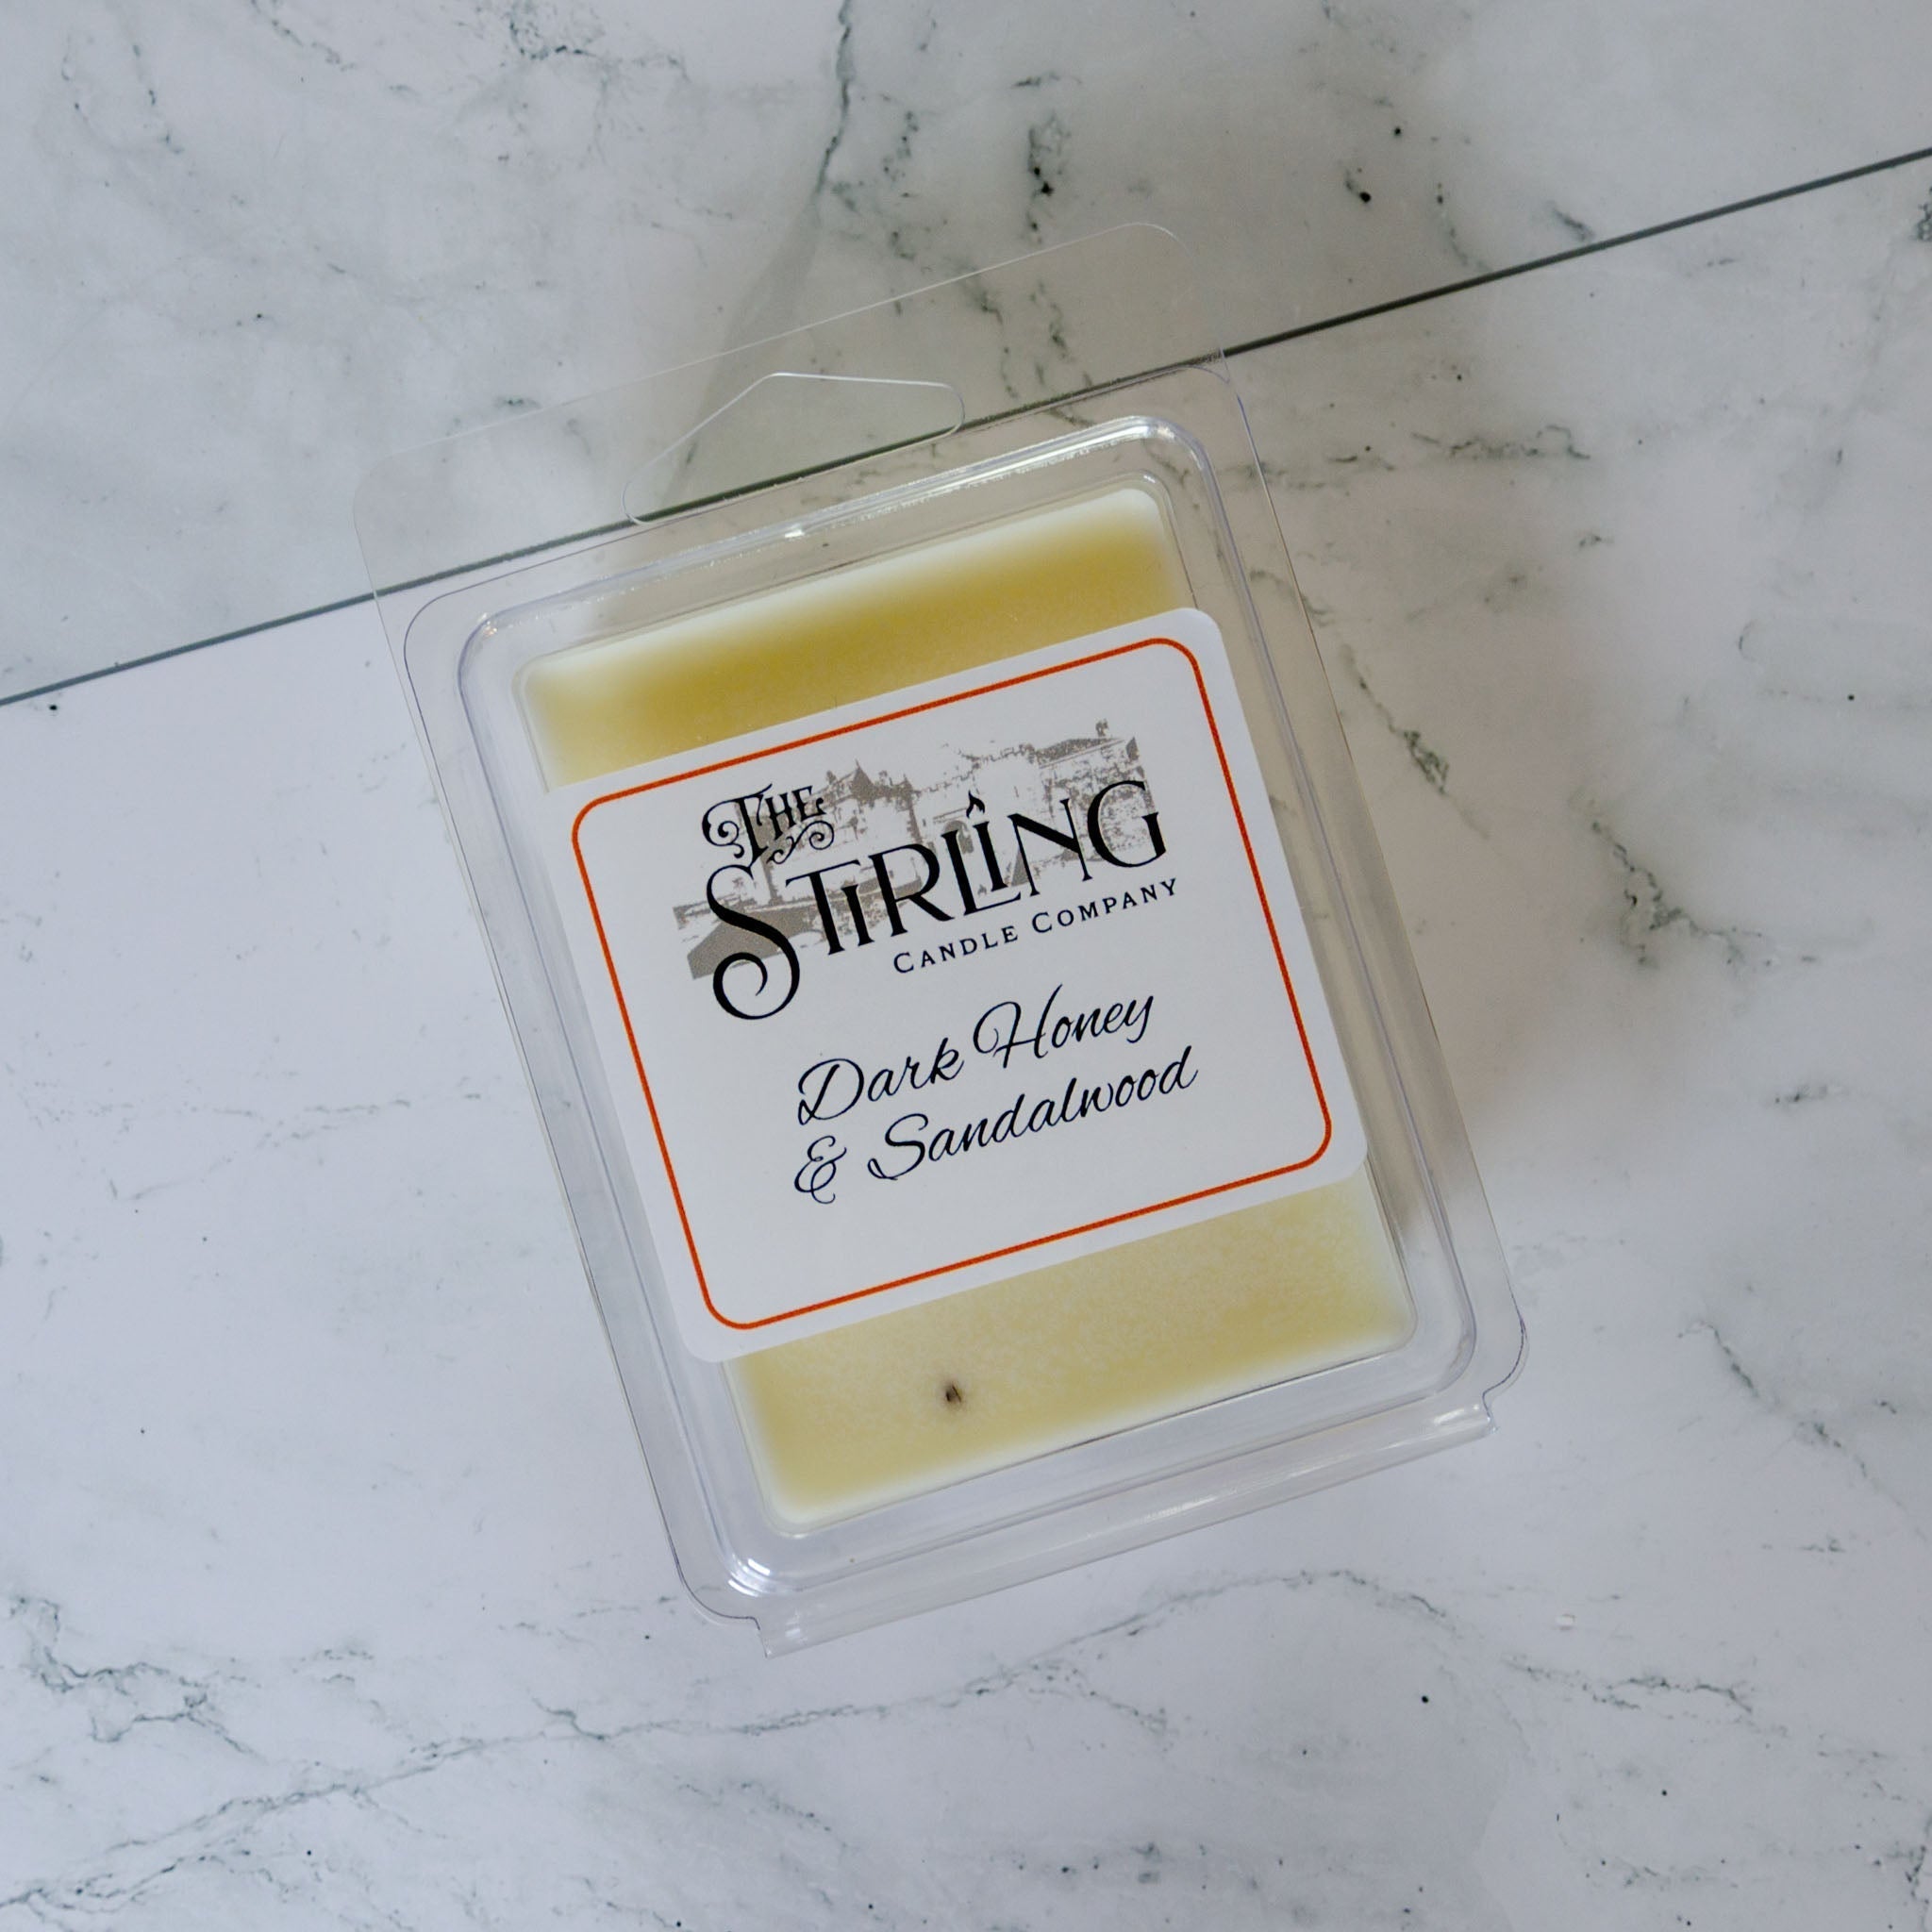 The
Stirling
Candle Company
Dark Honey
& Sandalwood